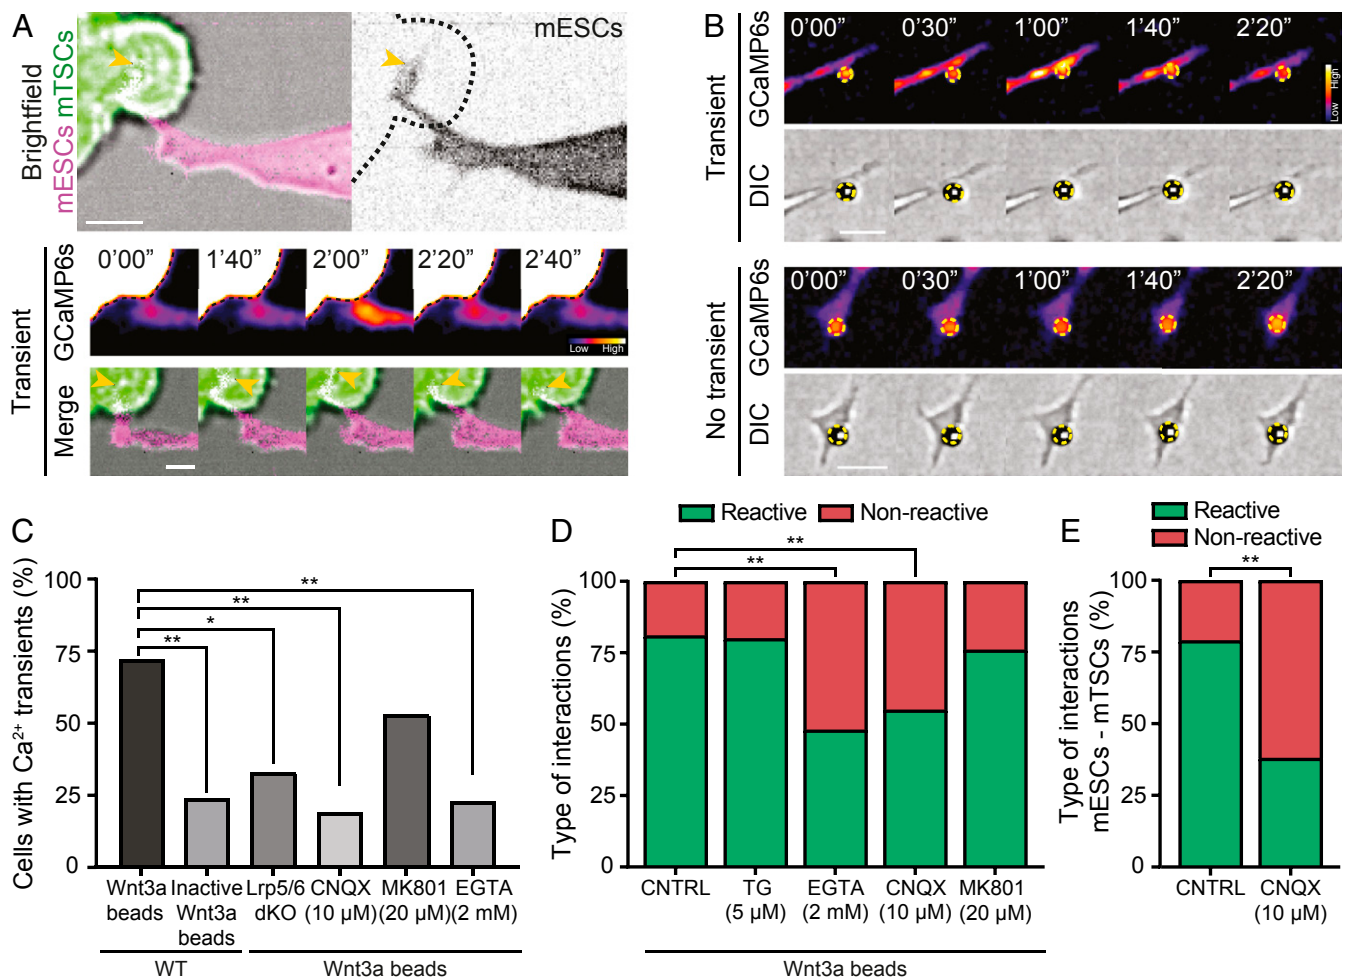 A
mESCs
Brightfield
mESCs mTSCs
Transient
GCaMP6s
0’00” 1’40” 2’00” 2’20” 2’40”
Low High
Merge
B
Transient
GCaMP6s
0’00” 0’30” 1’00” 1’40” 2’20”
Low High
DIC
No transient
GCaMP6s
0’00” 0’30” 1’00” 1’40” 2’20”
DIC
C
Cells with Ca²⁺ transients (%)
100
75
50
25
0
**
**
*
**
Wnt3a Inactive Lrp5/6 CNQX MK801 EGTA
beads Wnt3a dKO (10 µM) (20 µM) (2 mM)
beads
WT Wnt3a beads
D
Reactive Non-reactive
Type of interactions (%)
100
75
50
25
0
**
**
CNTRL TG EGTA CNQX MK801
(5 µM) (2 mM) (10 µM) (20 µM)
Wnt3a beads
E
Reactive
Non-reactive
Type of interactions
mESCs - mTSCs (%)
100
75
50
25
0
**
CNTRL CNQX
(10 µM)